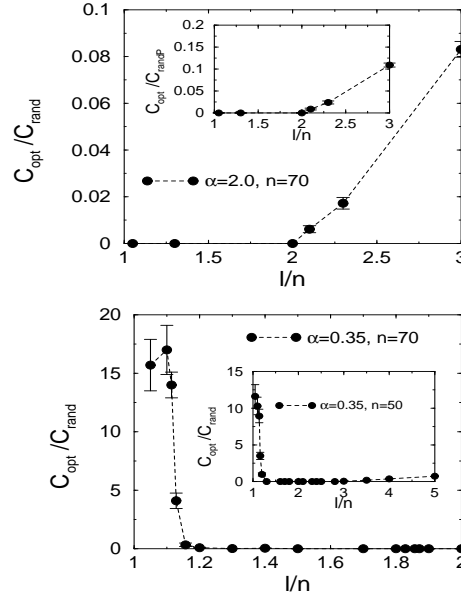 0.1
0.08
0.06
0.04
0.02
0
C_opt /C_rand
1 1.5 2 2.5 3
l/n
α=2.0, n=70
0.2
0.15
0.1
0.05
0
C_opt /C_randP
1 1.5 2 2.5 3
l/n
20
15
10
5
0
C_opt /C_rand
1.0 1.2 1.4 1.6 1.8 2
l/n
α=0.35, n=70
15
10
5
0
C_opt /C_rand
1 2 3 4 5
l/n
α=0.35, n=50